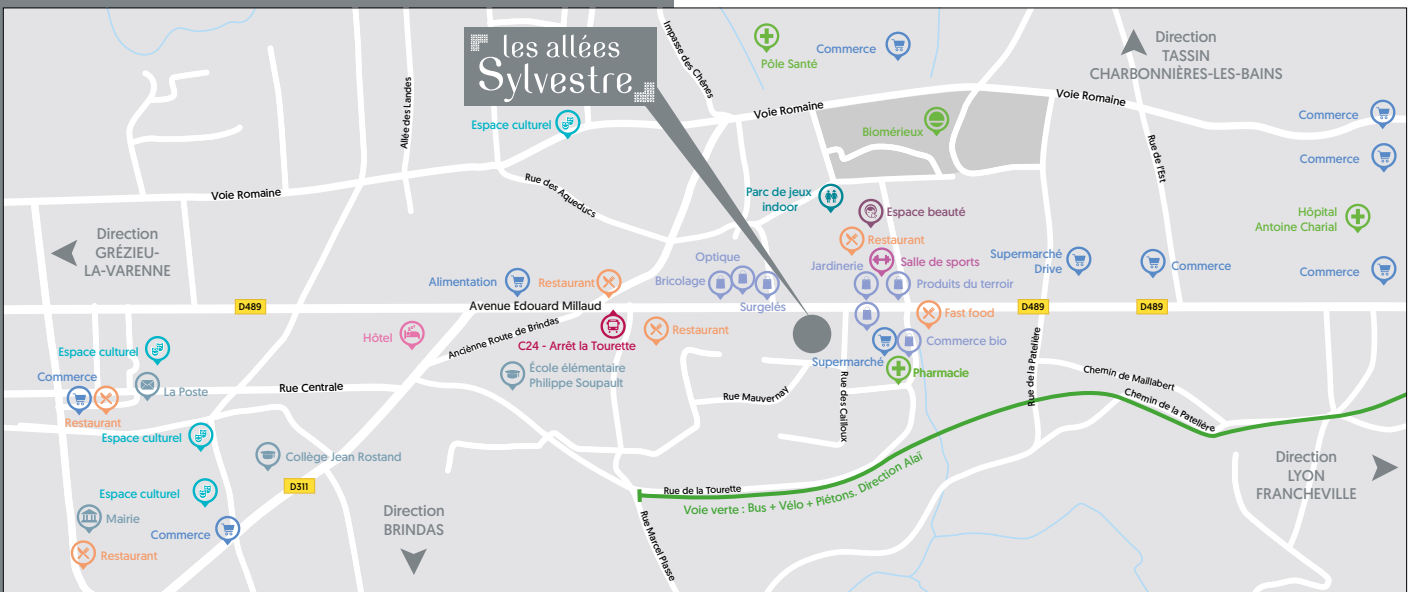 les allées
Sylvestre
Impasse des Chênes
Pôle Santé
Commerce
Direction
TASSIN
CHARBONNIÈRES-LES-BAINS
Allée des Landes
Espace culturel
Voie Romaine
Voie Romaine
Biomérieux
Commerce
Commerce
Rue de l'Est
Voie Romaine
Rue des Aqueducs
Parc de jeux
indoor
Espace beauté
Hôpital
Antoine Charial
Direction
GRÉZIEU-
LA-VARENNE
Restaurant
Optique
Jardinerie
Salle de sports
Supermarché
Drive
Commerce
Commerce
Alimentation
Restaurant
Bricolage
Surgelés
Produits du terroir
Avenue Edouard Millaud
D489
D489
D489
Fast food
Hôtel
Anciènne Route de Brindas
C24 - Arrêt la Tourette
Restaurant
Commerce bio
Supermarché
Pharmacie
Espace culturel
Commerce
La Poste
Restaurant
Rue Centrale
École élémentaire
Philippe Soupault
Rue Mauvernay
Rue des Cailloux
Rue de la Patelière
Chemin de Maillabert
Chemin de la Patelière
Espace culturel
Collège Jean Rostand
D311
Espace culturel
Mairie
Commerce
Restaurant
Direction
BRINDAS
Rue de la Tourette
Voie verte : Bus + Vélo + Piétons. Direction Alaï
Rue Marcel Plasse
Direction
LYON
FRANCHEVILLE